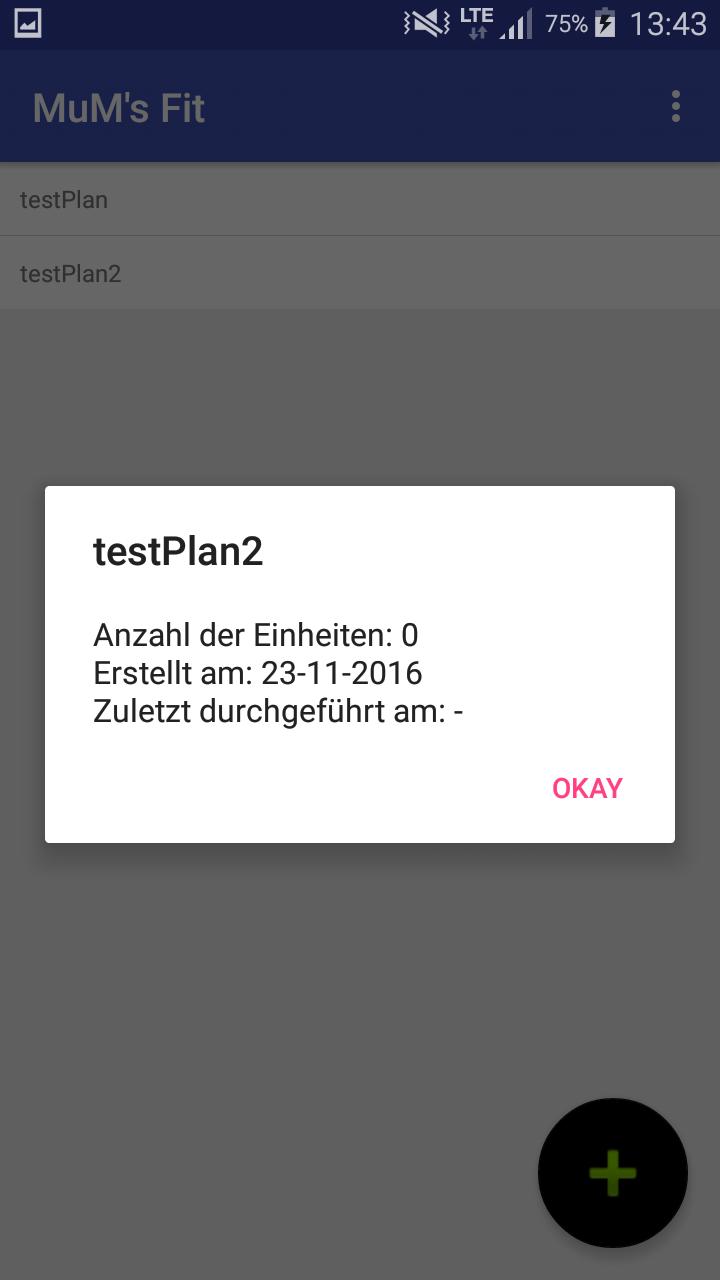 LTE 75% 13:43
MuM's Fit
testPlan
testPlan2
testPlan2
Anzahl der Einheiten: 0
Erstellt am: 23-11-2016
Zuletzt durchgeführt am: -
OKAY